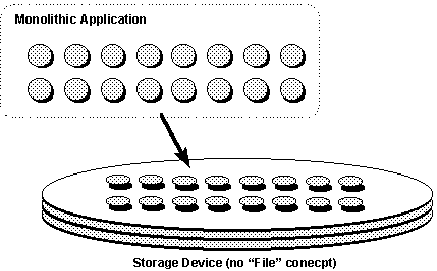 Monolithic Application
Storage Device (no "File" conecpt)